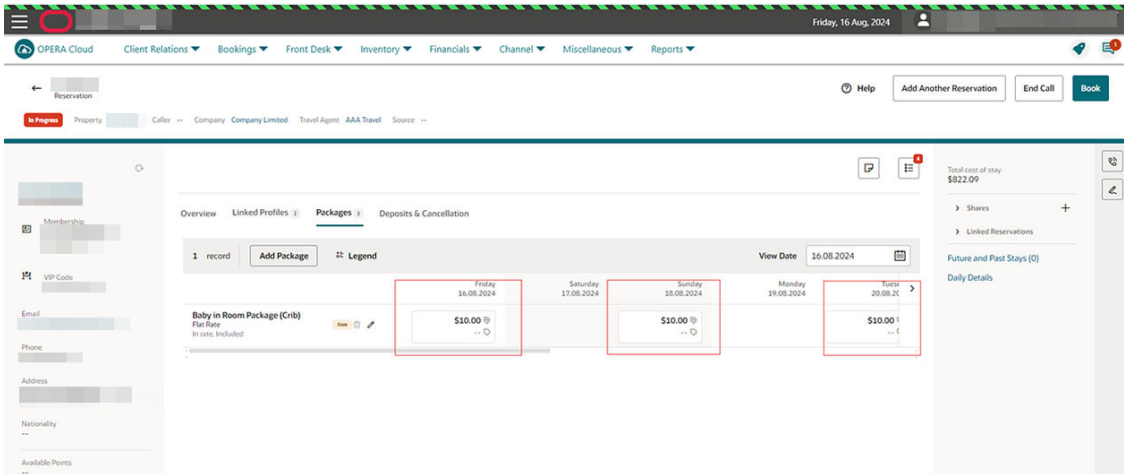 Friday, 16 Aug, 2024
OPERA Cloud Client Relations Bookings Front Desk Inventory Financials Channel Miscellaneous Reports
1
Reservation
Help Add Another Reservation End Call Book
In Progress Property Caller -- Company Company Limited Travel Agent AAA Travel Source --
4
Total cost of stay
$822.09
Overview Linked Profiles 2 Packages 1 Deposits & Cancellation
Shares
Linked Reservations
Membership
1 record Add Package Legend View Date 16.08.2024
Future and Past Stays (0)
Daily Details
VIP Code
Friday Saturday Sunday Monday Tues
16.08.2024 17.08.2024 18.08.2024 19.08.2024 20.08.20
Email
Baby in Room Package (Crib)
Flat Rate
In rate, Included
Item
$10.00 $10.00 $10.00
-- -- --
Phone
Address
Nationality
--
Available Points
--